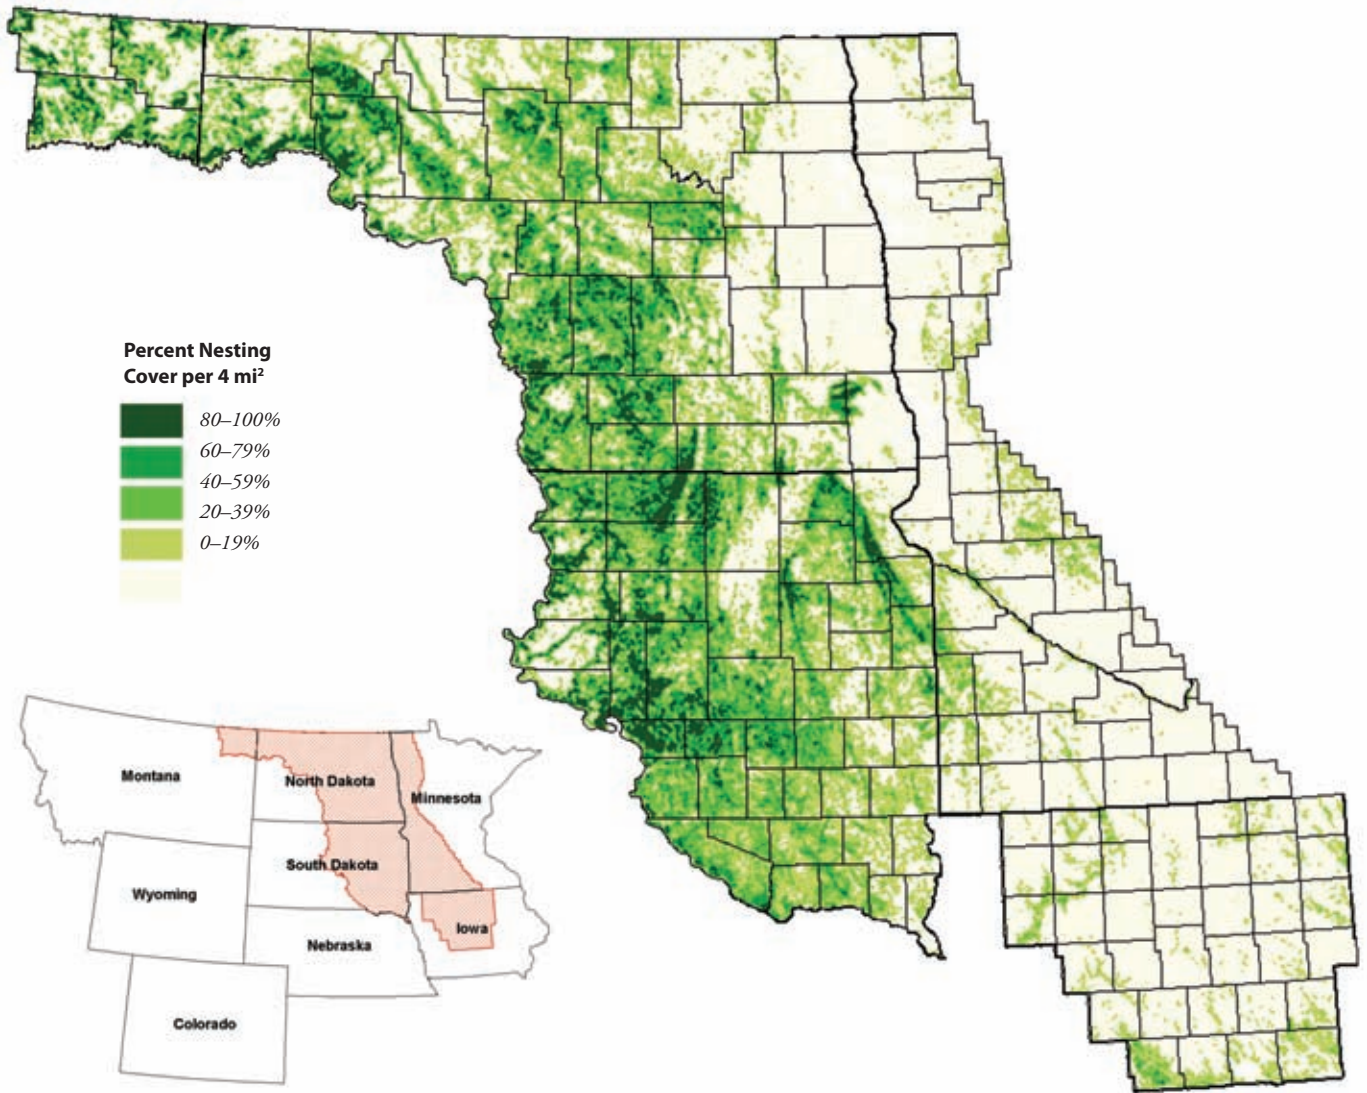 Percent Nesting
Cover per 4 mi²
80–100%
60–79%
40–59%
20–39%
0–19%
Montana
North Dakota
Minnesota
South Dakota
Wyoming
Iowa
Nebraska
Colorado